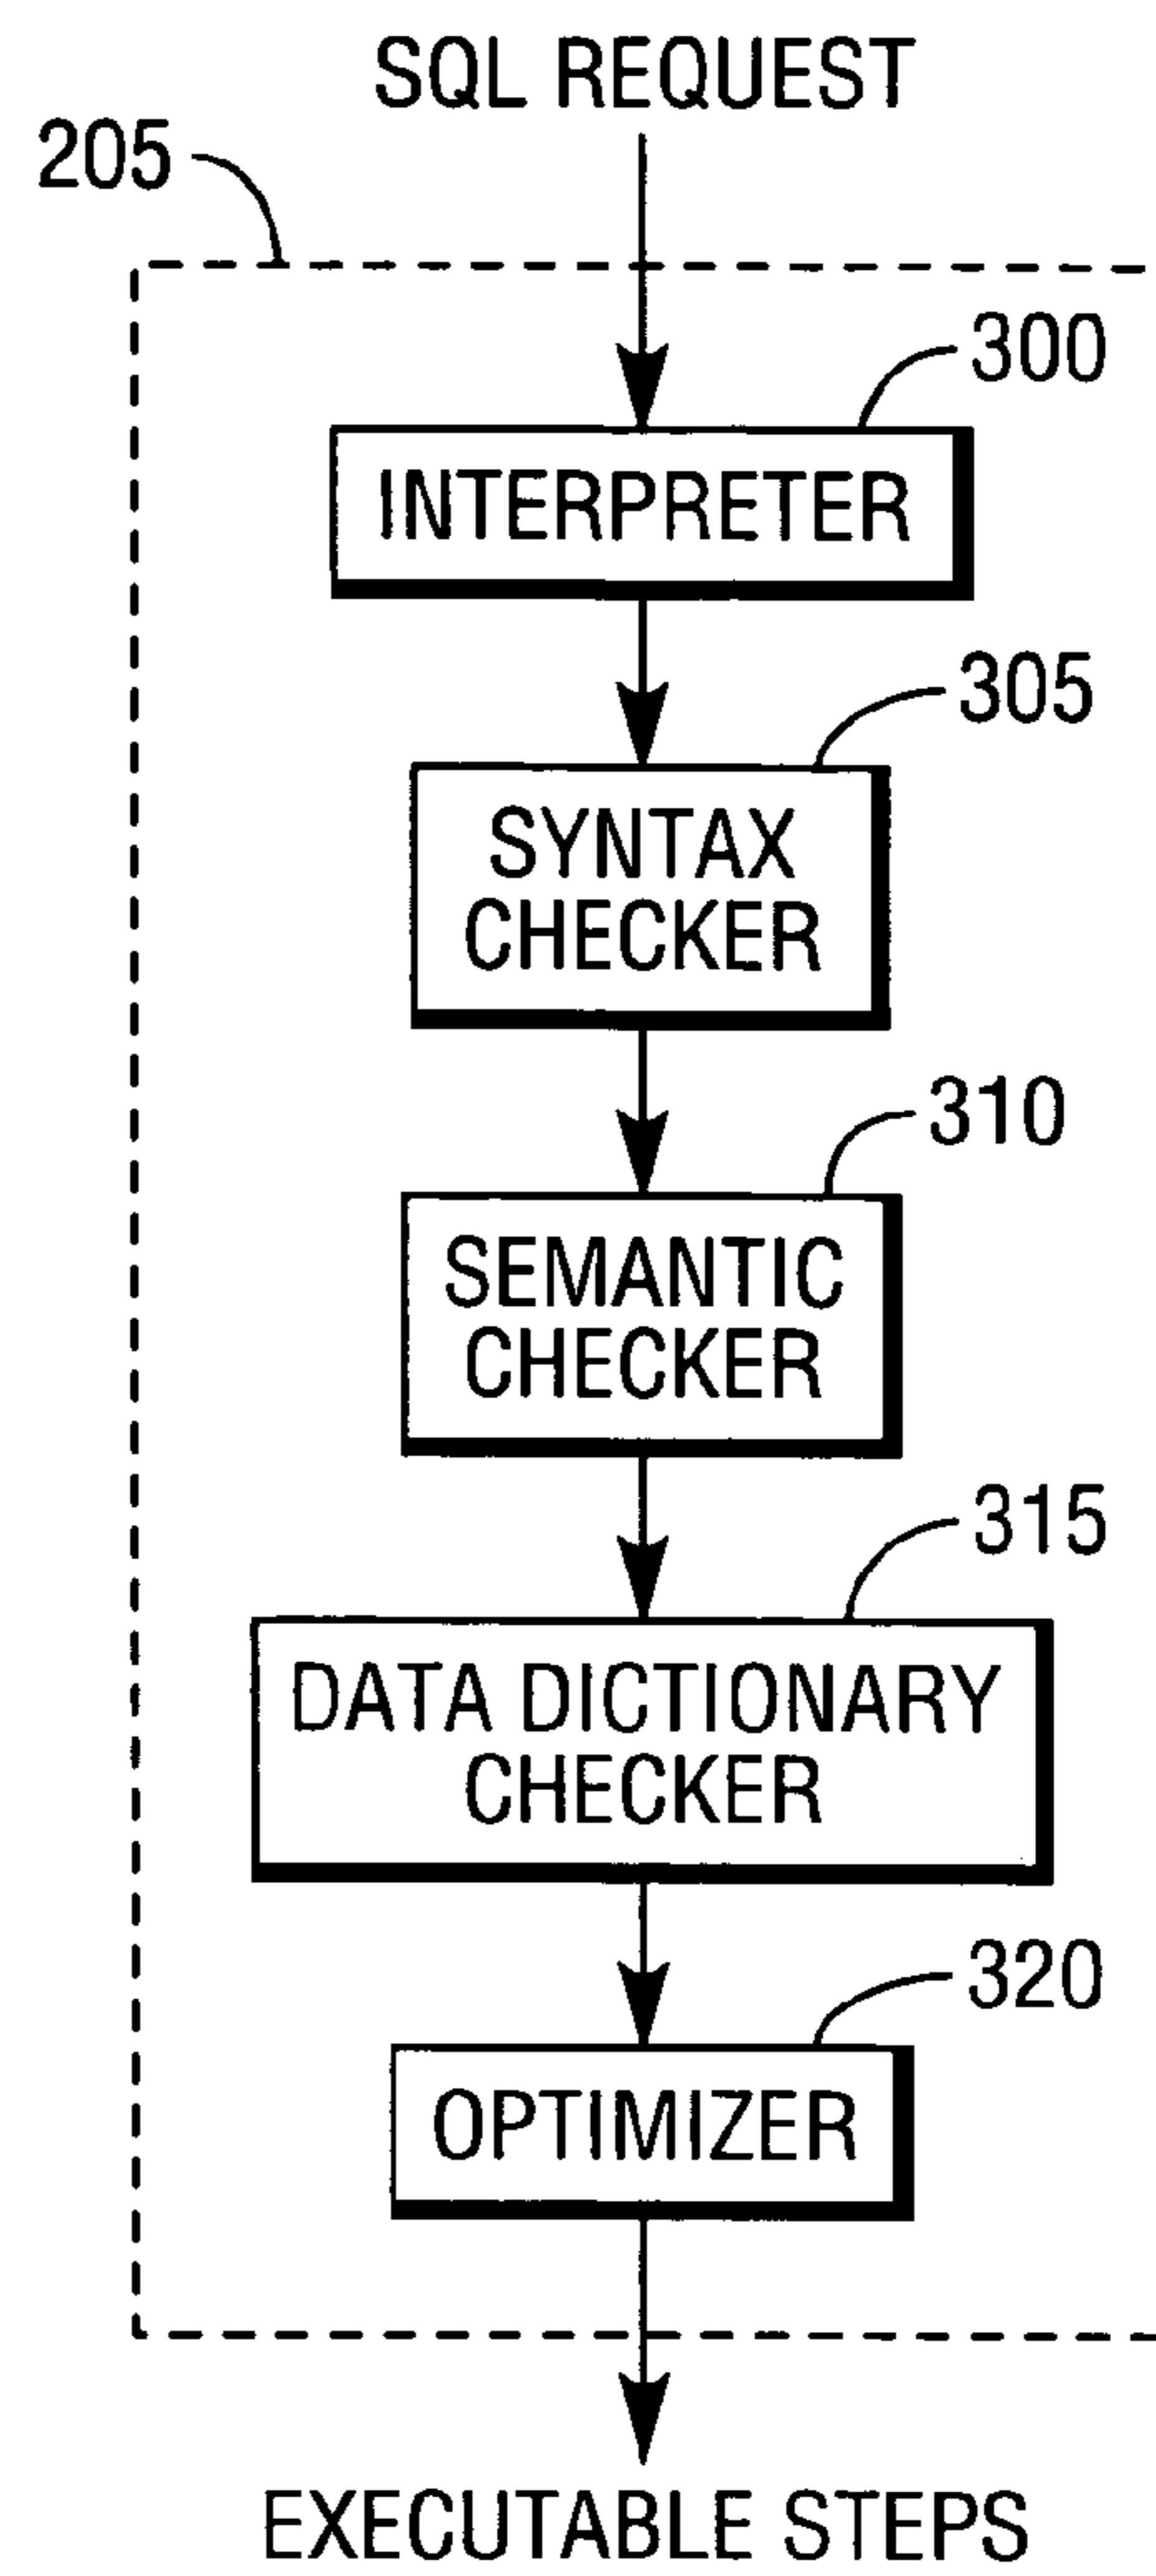 SQL REQUEST
205
300
INTERPRETER
305
SYNTAX
CHECKER
310
SEMANTIC
CHECKER
315
DATA DICTIONARY
CHECKER
320
OPTIMIZER
EXECUTABLE STEPS